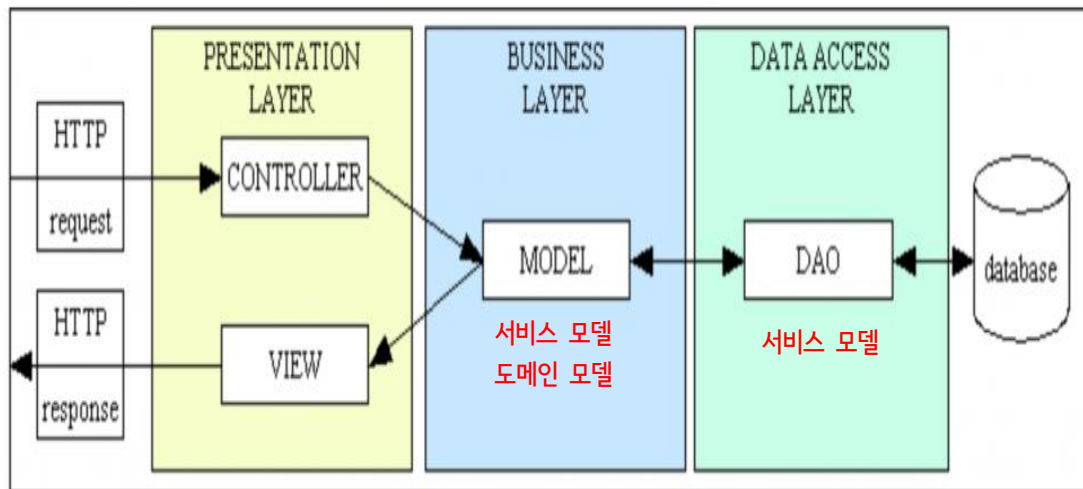 PRESENTATION
LAYER
BUSINESS
LAYER
DATA ACCESS
LAYER
HTTP
request
CONTROLLER
MODEL
DAO
database
서비스 모델
도메인 모델
서비스 모델
HTTP
response
VIEW